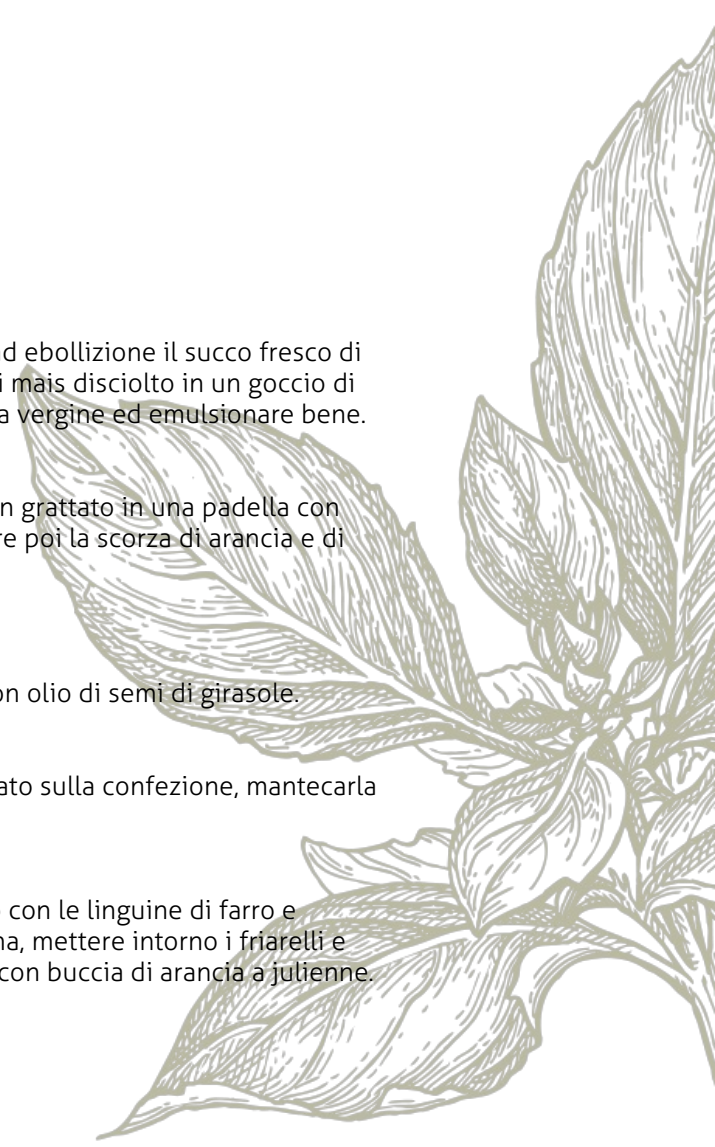 d ebollizione il succo fresco di
i mais disciolto in un goccio di
a vergine ed emulsionare bene.
n grattato in una padella con
re poi la scorza di arancia e di
on olio di semi di girasole.
ato sulla confezione, mantecarla
con le linguine di farro e
na, mettere intorno i friarelli e
con buccia di arancia a julienne.